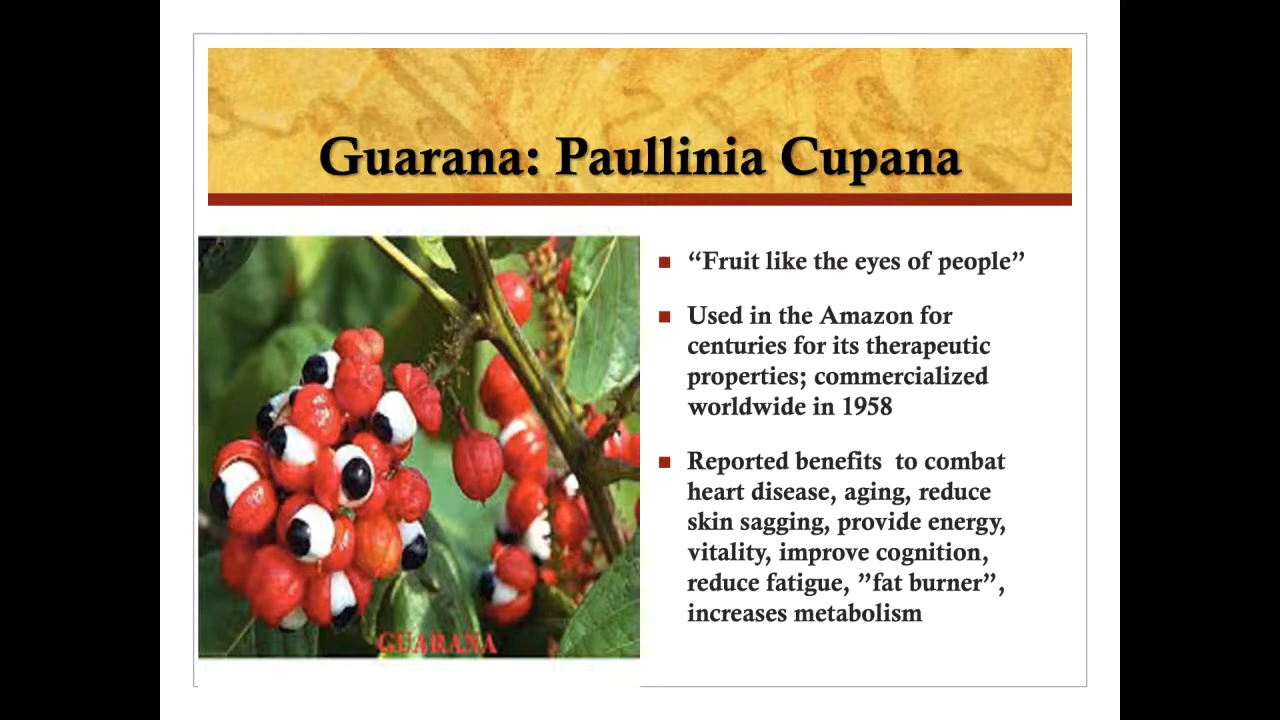 Guarana: Paullinia Cupana
“Fruit like the eyes of people”
Used in the Amazon for
centuries for its therapeutic
properties; commercialized
worldwide in 1958
Reported benefits  to combat
heart disease, aging, reduce
skin sagging, provide energy,
vitality, improve cognition,
reduce fatigue, ”fat burner”,
increases metabolism
GUARANA